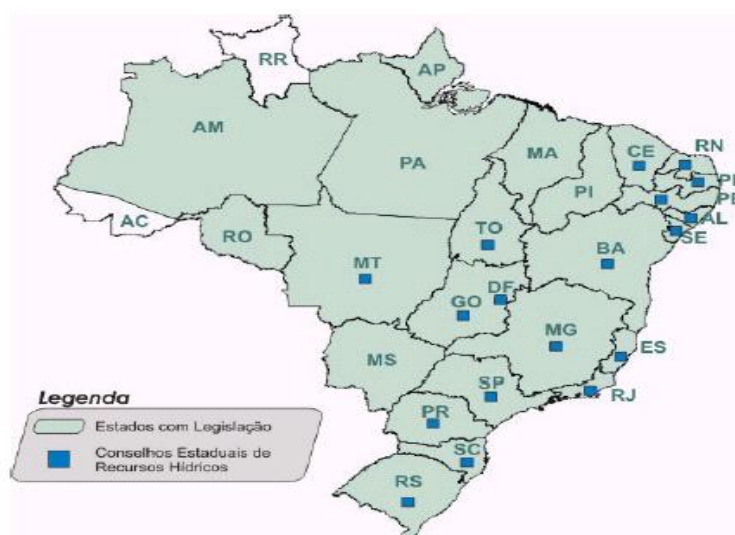 RR
AP
AM
PA
MA
CE
RN
PI
AC
RO
TO
AL
SE
MT
BA
GO
DF
MG
ES
MS
SP
RJ
PR
SC
RS
Legenda
Estados com Legislação
Conselhos Estaduais de
Recursos Hídricos